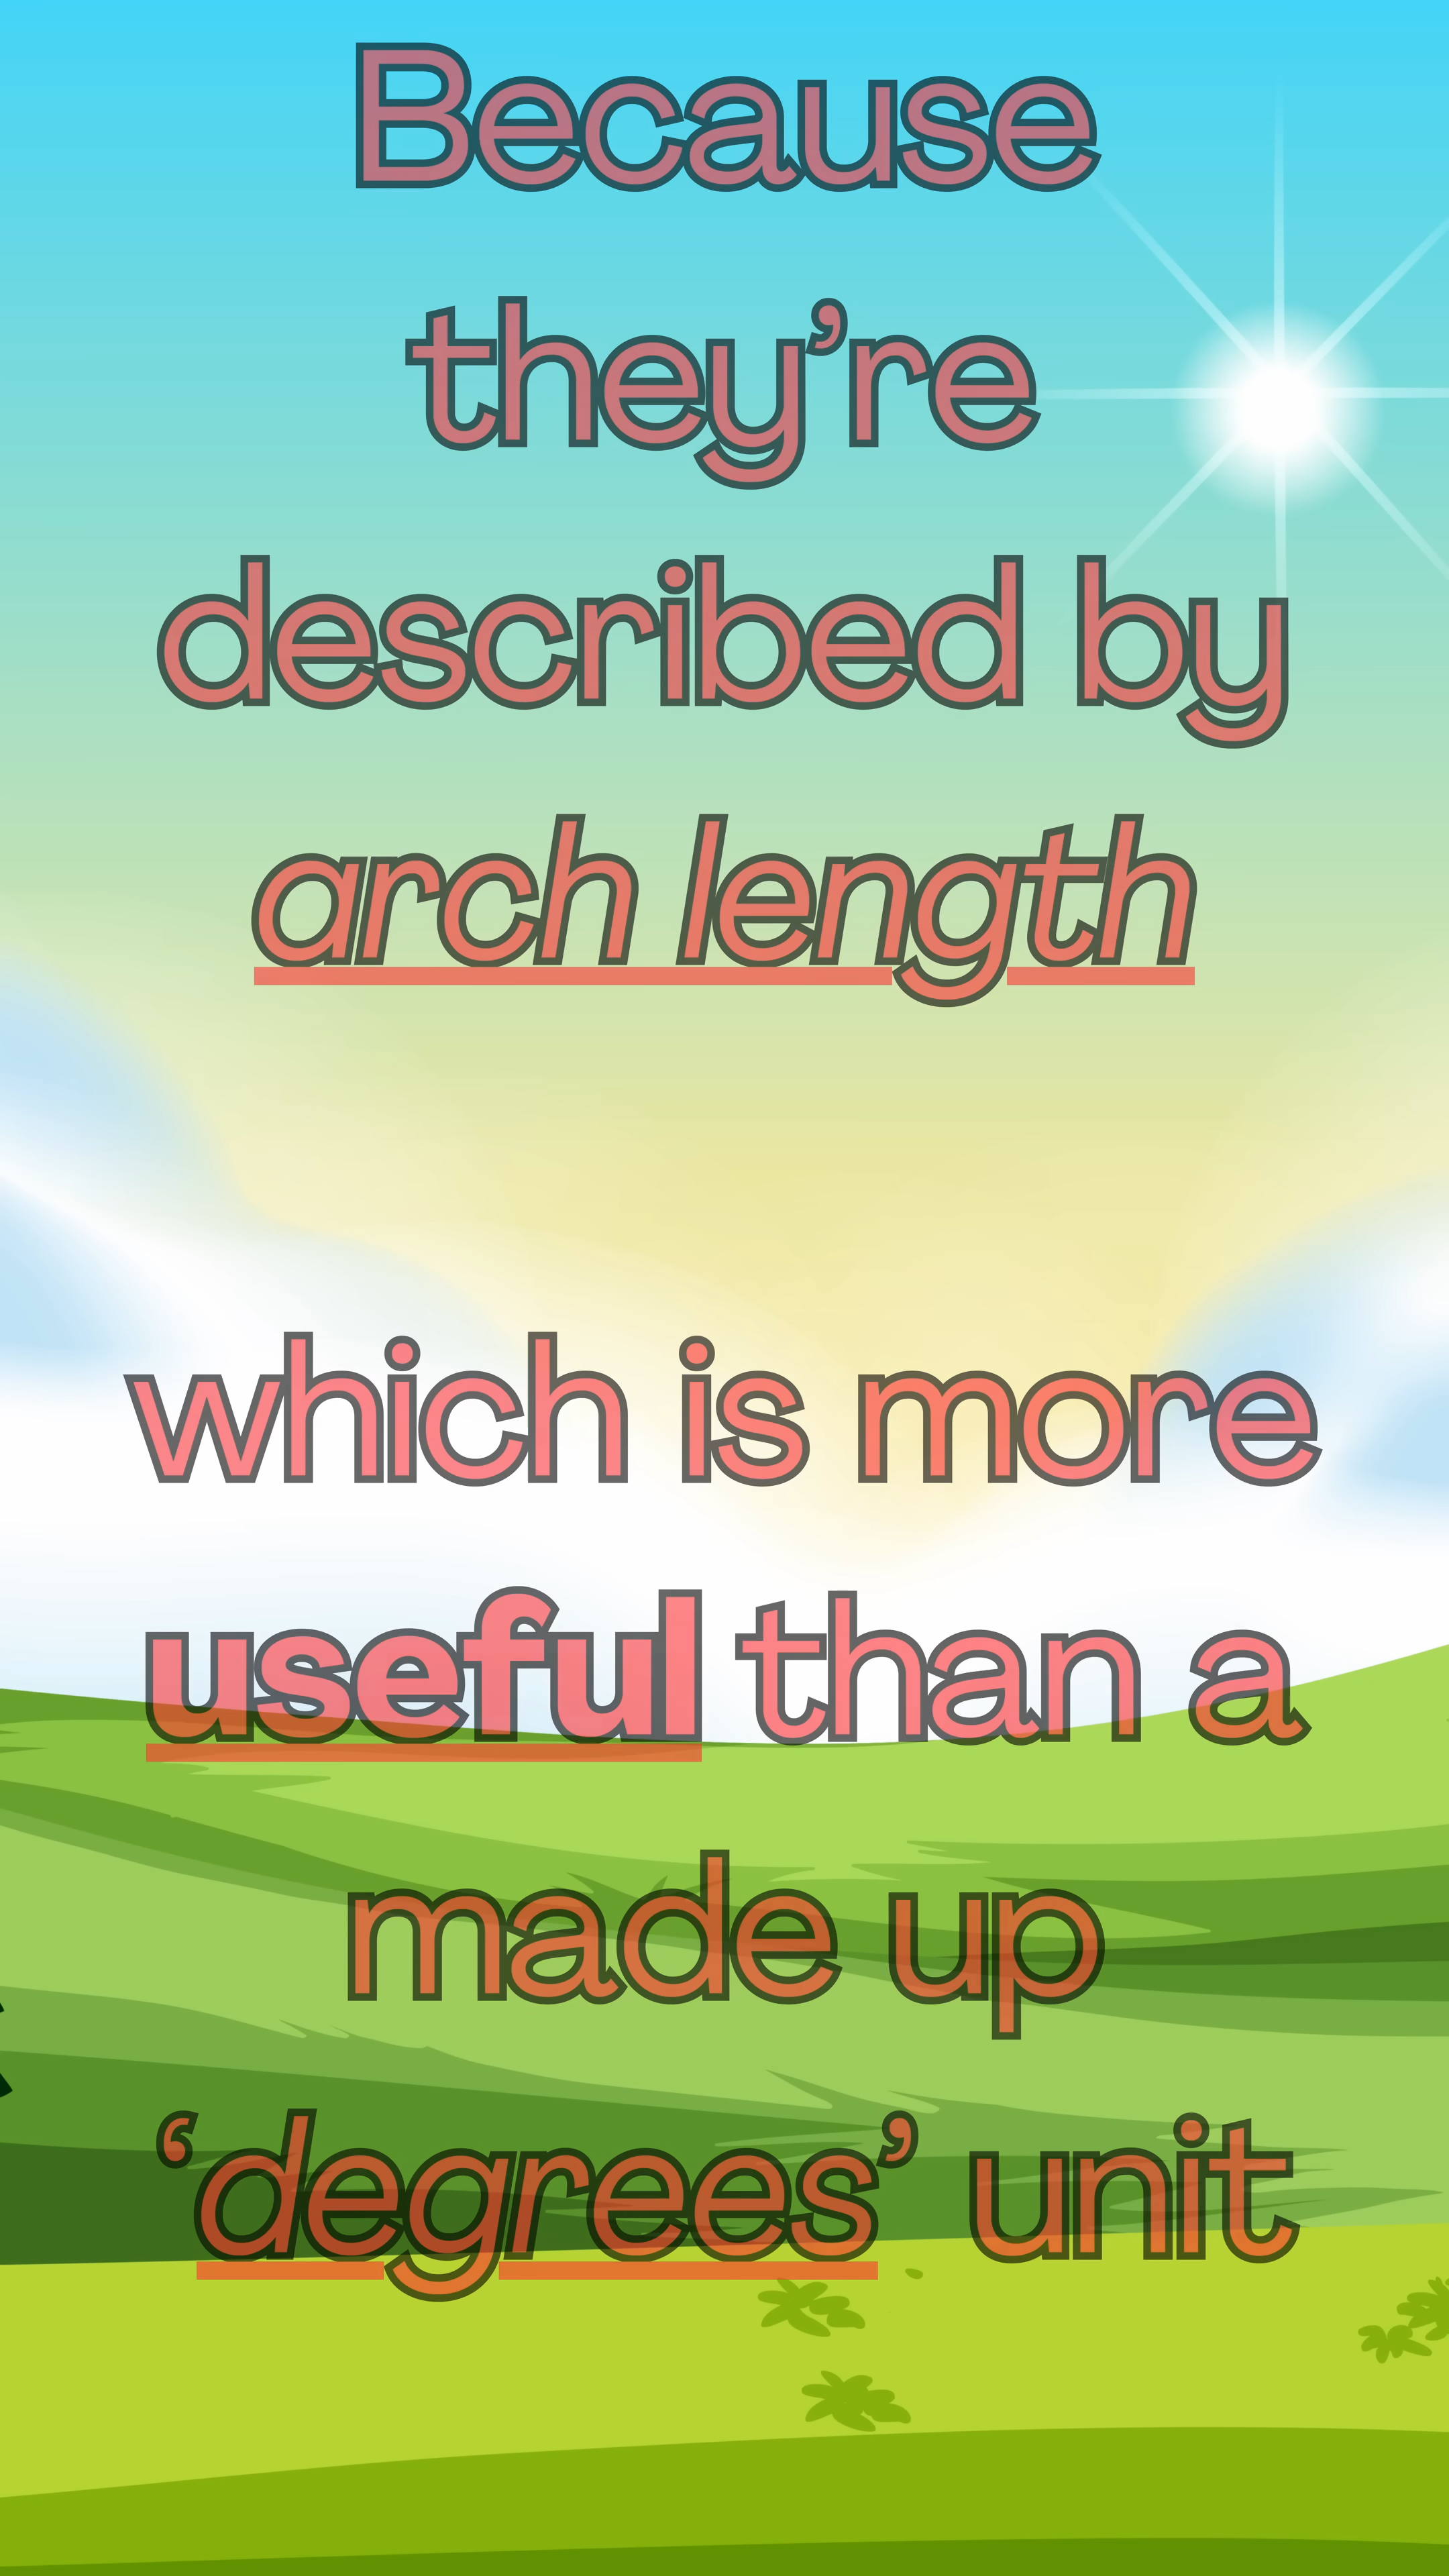 Because
they’re
described by
arch length
which is more
useful than a
made up
‘degrees’ unit